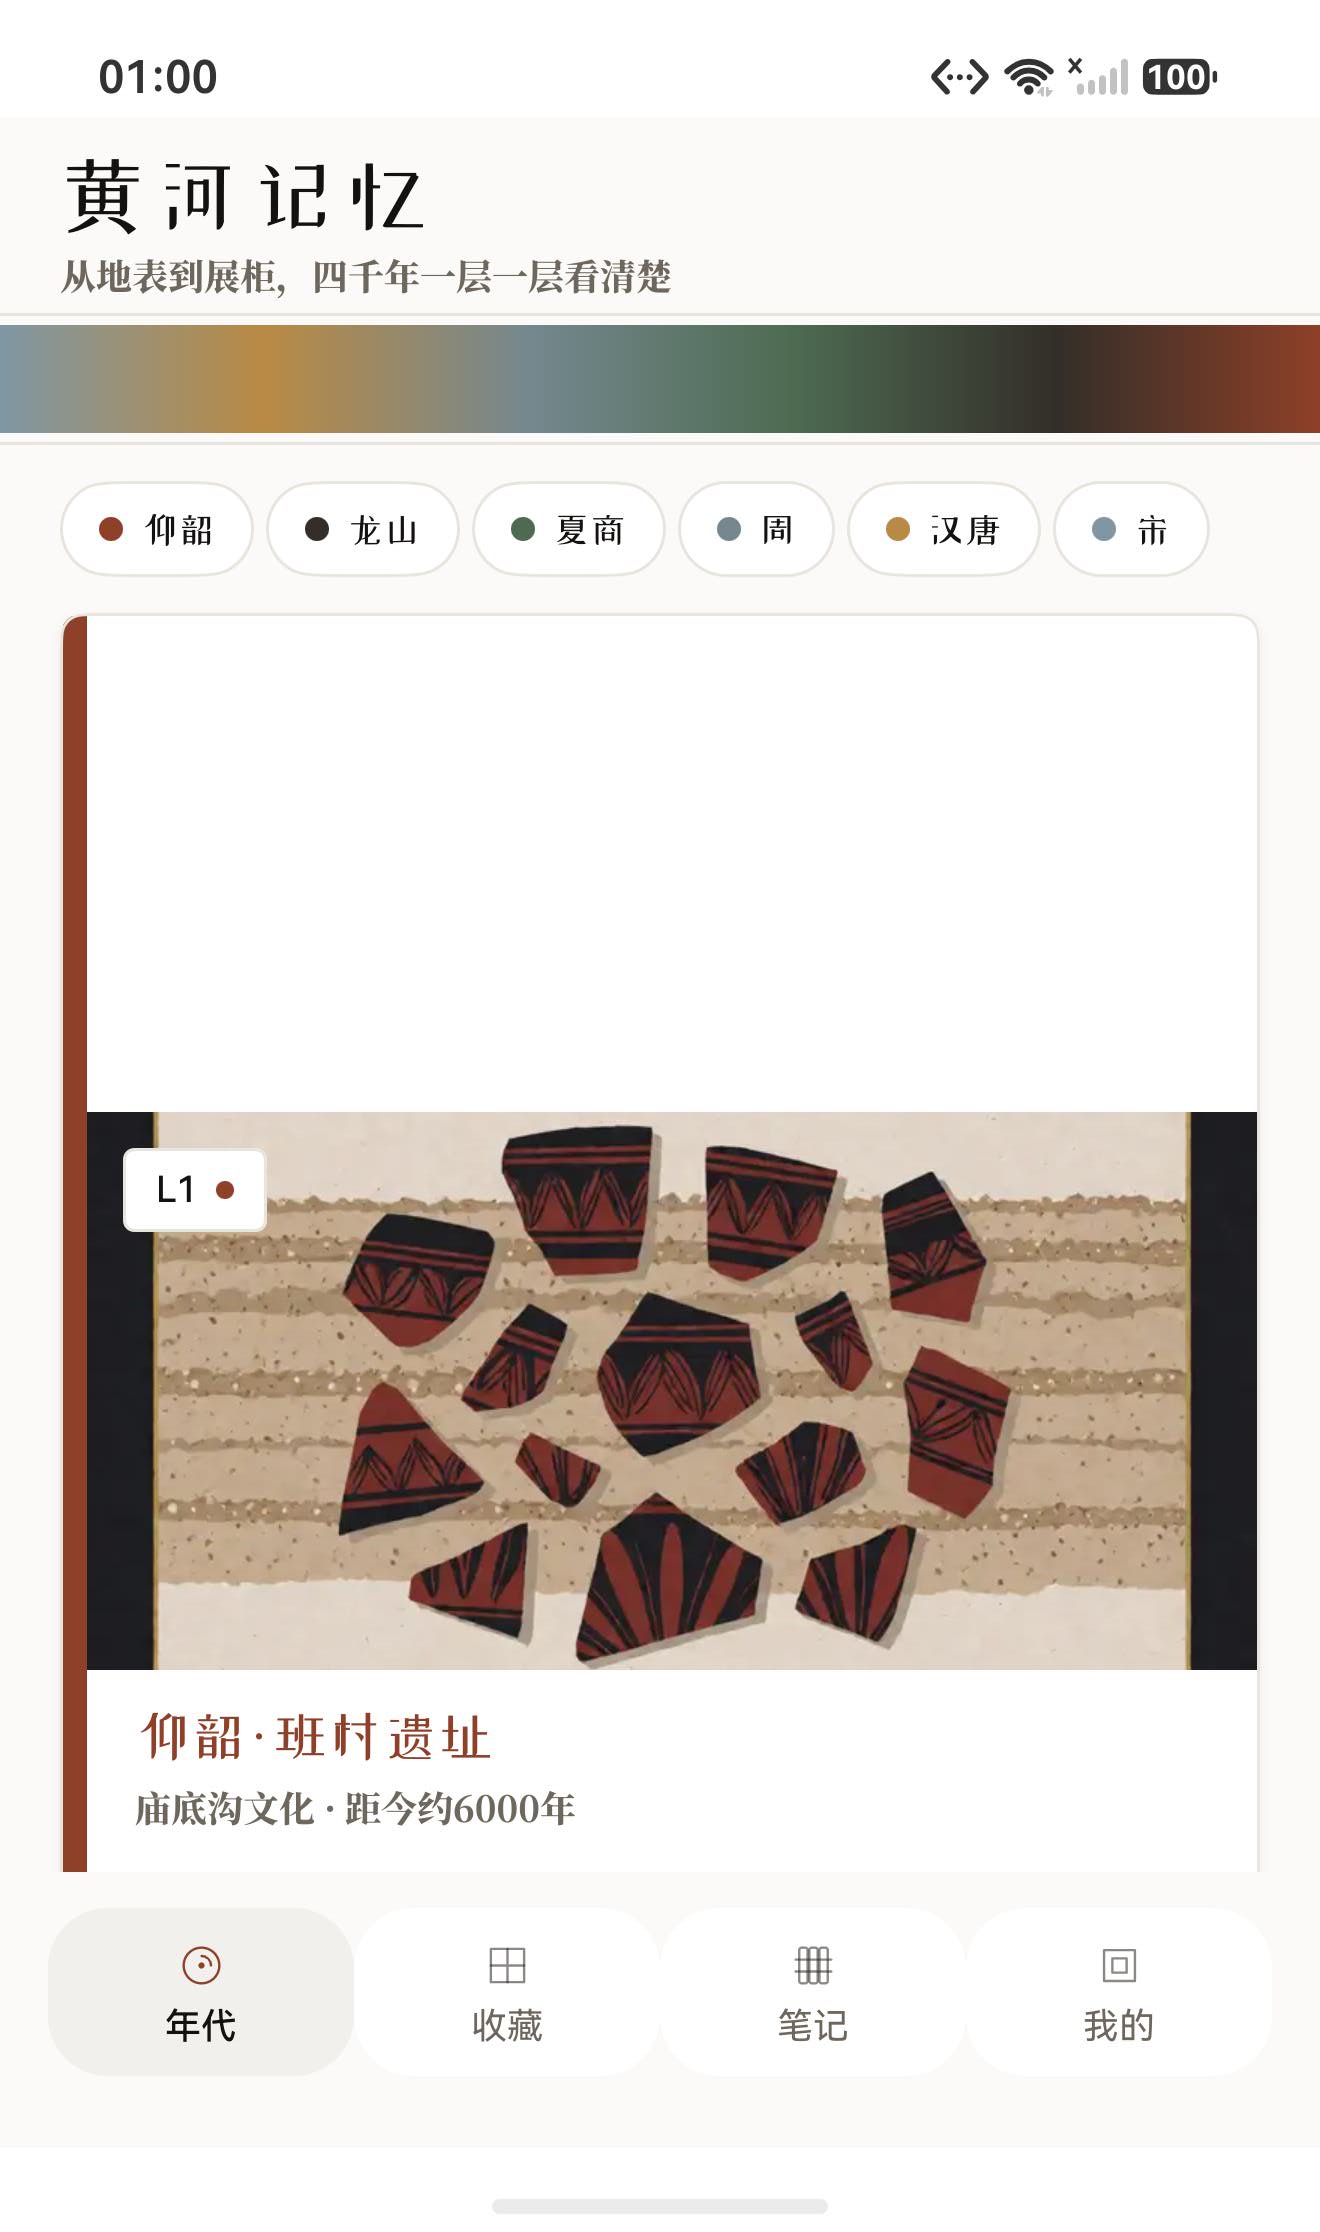 01:00
100
黄河记忆
从地表到展柜，四千年一层一层看清楚
仰韶
龙山
夏商
周
汉唐
L1
仰韶·班村遗址
庙底沟文化·距今约6000年
年代
收藏
笔记
我的